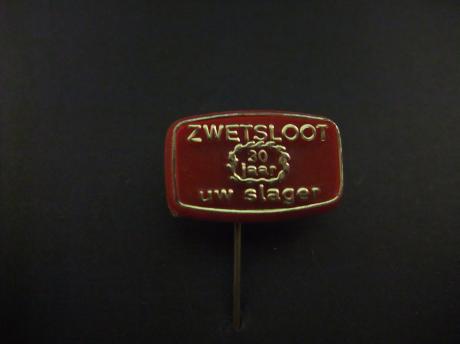 ZWETSLOOT
30
jaar
uw slager